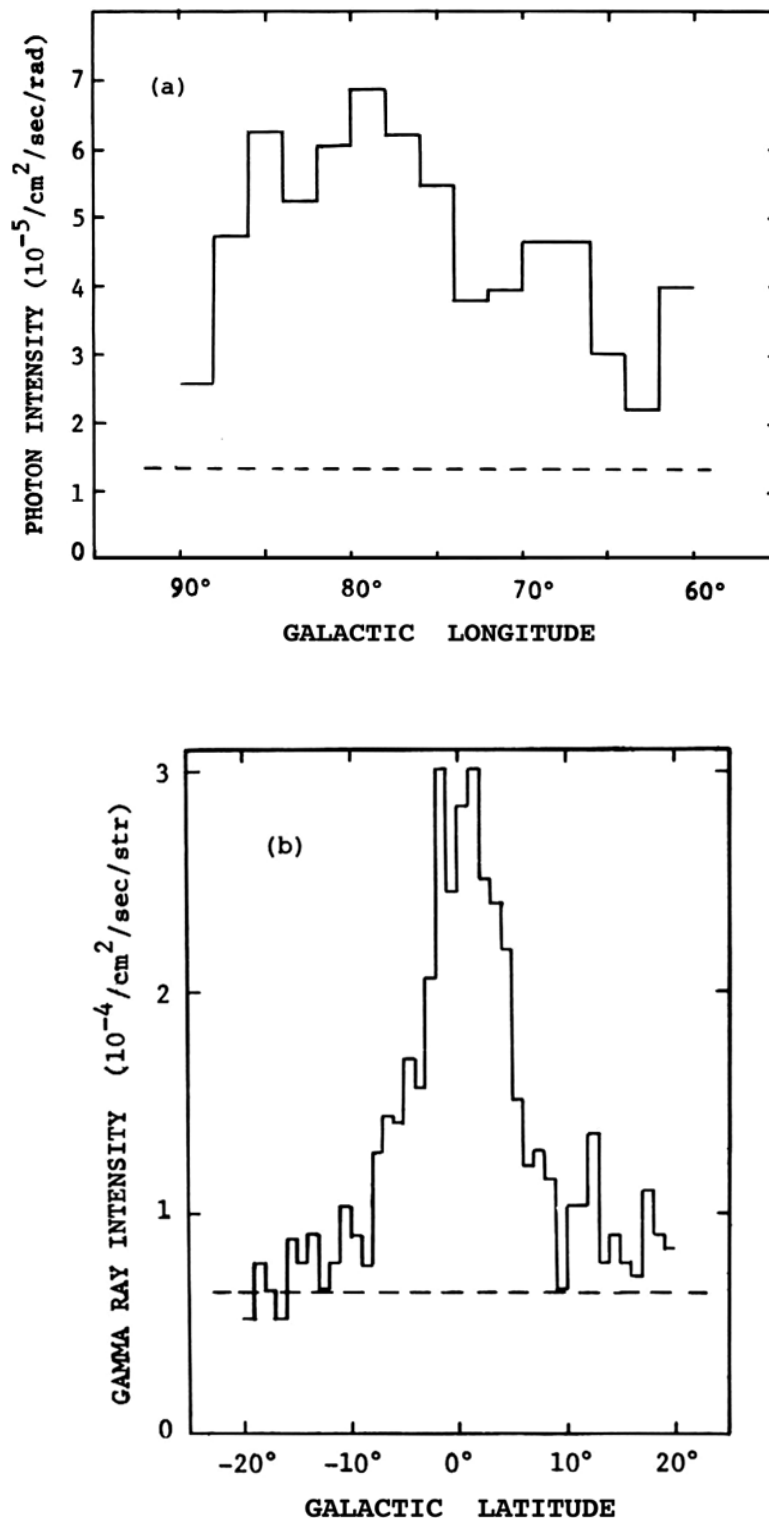 (a)
PHOTON INTENSITY (10⁻⁵/cm²/sec/rad)
7
6
5
4
3
2
1
0
90° 80° 70° 60°
GALACTIC LONGITUDE
(b)
GAMMA RAY INTENSITY (10⁻⁴/cm²/sec/str)
3
2
1
0
-20° -10° 0° 10° 20°
GALACTIC LATITUDE